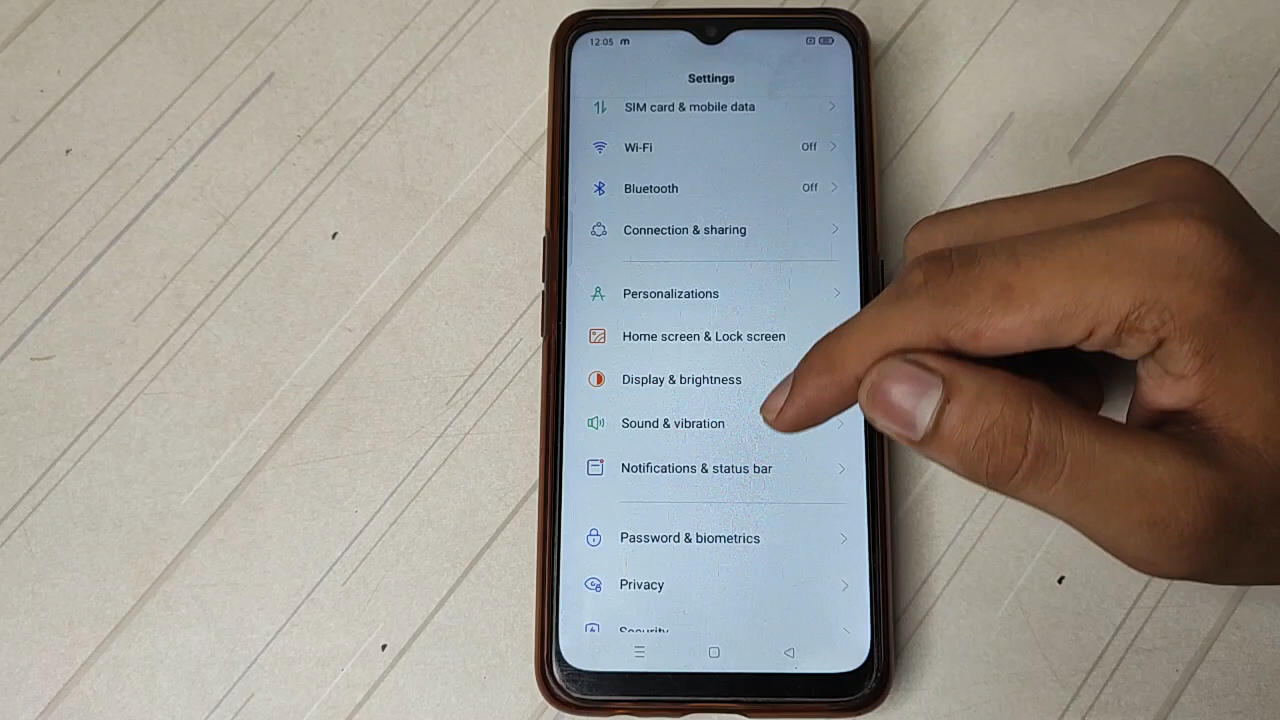 12:05 m
Settings
SIM card & mobile data
Wi-Fi Off
Bluetooth Off
Connection & sharing
Personalizations
Home screen & Lock screen
Display & brightness
Sound & vibration
Notifications & status bar
Password & biometrics
Privacy
Security